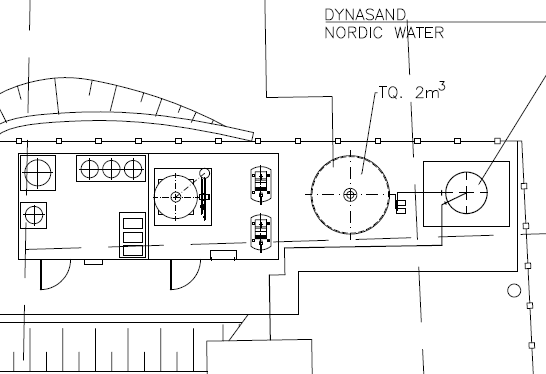 DYNASAND
NORDIC WATER
TQ. 2m³